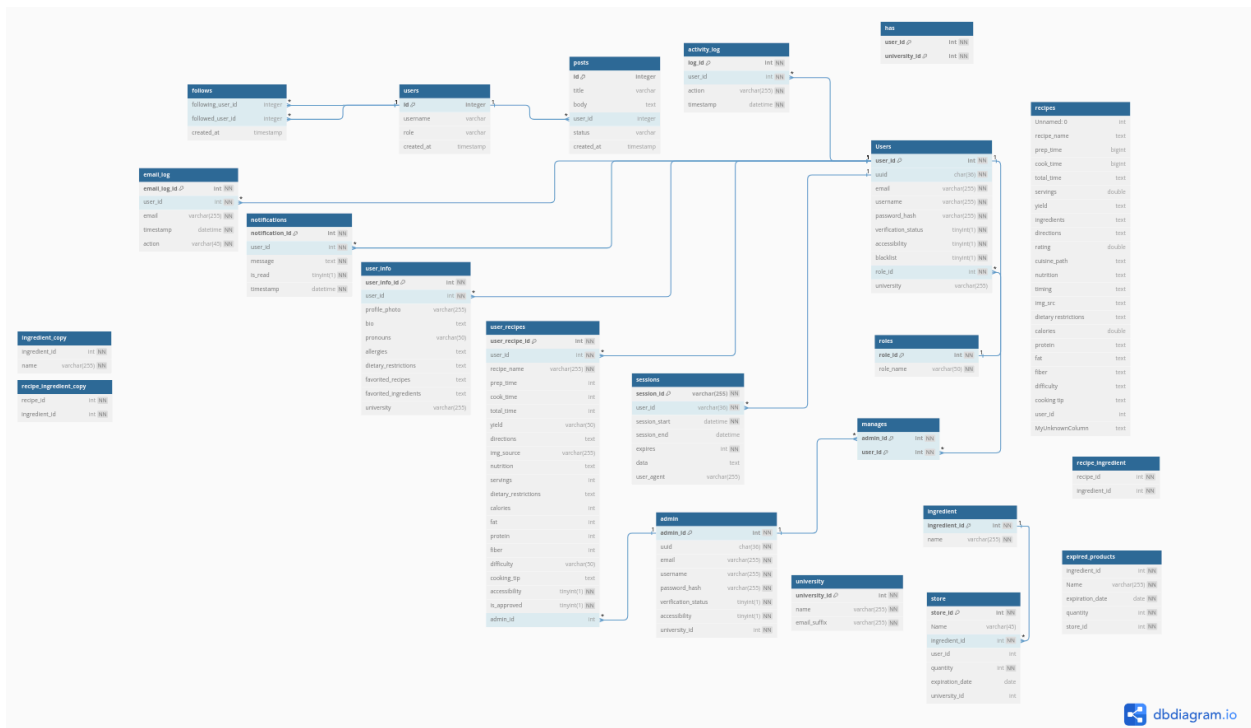 has
user_id int NN
university_id int NN
activity_log
log_id int NN
user_id int NN
action varchar(255) NN
timestamp datetime NN
posts
id integer
title varchar
body text
user_id integer
status varchar
created_at timestamp
follows
following_user_id integer
followed_user_id integer
created_at timestamp
users
id integer
username varchar
role varchar
created_at timestamp
recipes
Unnamed: 0 int
recipe_name text
prep_time bigint
cook_time bigint
total_time text
servings double
yield text
ingredients text
directions text
rating double
cuisine_path text
nutrition text
timing text
img_src text
dietary restrictions text
calories double
protein text
fat text
fiber text
difficulty text
cooking tip text
user_id int
MyUnknownColumn text
Users
user_id int NN
uuid char(36) NN
email varchar(255) NN
username varchar(255) NN
password_hash varchar(255) NN
verification_status tinyint(1) NN
accessibility tinyint(1) NN
blacklist tinyint(1) NN
role_id int NN
university varchar(255)
email_log
email_log_id int NN
user_id int NN
email varchar(255) NN
timestamp datetime NN
action varchar(45) NN
notifications
notification_id int NN
user_id int NN
message text NN
is_read tinyint(1) NN
timestamp datetime NN
user_info
user_info_id int NN
user_id int NN
profile_photo varchar(255)
bio text
pronouns varchar(50)
allergies text
dietary_restrictions text
favorited_recipes text
favorited_ingredients text
university varchar(255)
user_recipes
user_recipe_id int NN
user_id int NN
recipe_name varchar(255) NN
prep_time int
cook_time int
total_time int
yield varchar(50)
directions text
img_source varchar(255)
nutrition text
servings int
dietary_restrictions text
calories int
fat int
protein int
fiber int
difficulty varchar(50)
cooking_tip text
accessibility tinyint(1) NN
is_approved tinyint(1) NN
admin_id int
ingredient_copy
ingredient_id int NN
name varchar(255) NN
recipe_ingredient_copy
recipe_id int NN
ingredient_id int NN
roles
role_id int NN
role_name varchar(50) NN
sessions
session_id varchar(255) NN
user_id varchar(36) NN
session_start datetime NN
session_end datetime
expires int NN
data text
user_agent varchar(255)
manages
admin_id int NN
user_id int NN
recipe_ingredient
recipe_id int NN
ingredient_id int NN
admin
admin_id int NN
uuid char(36) NN
email varchar(255) NN
username varchar(255) NN
password_hash varchar(255) NN
verification_status tinyint(1) NN
accessibility tinyint(1) NN
university_id int NN
ingredient
ingredient_id int NN
name varchar(255) NN
expired_products
ingredient_id int NN
Name varchar(255) NN
expiration_date date NN
quantity int NN
store_id int NN
university
university_id int NN
name varchar(255) NN
email_suffix varchar(255) NN
store
store_id int NN
Name varchar(45)
ingredient_id int NN
user_id int
quantity int NN
expiration_date date
university_id int
dbdiagram.io